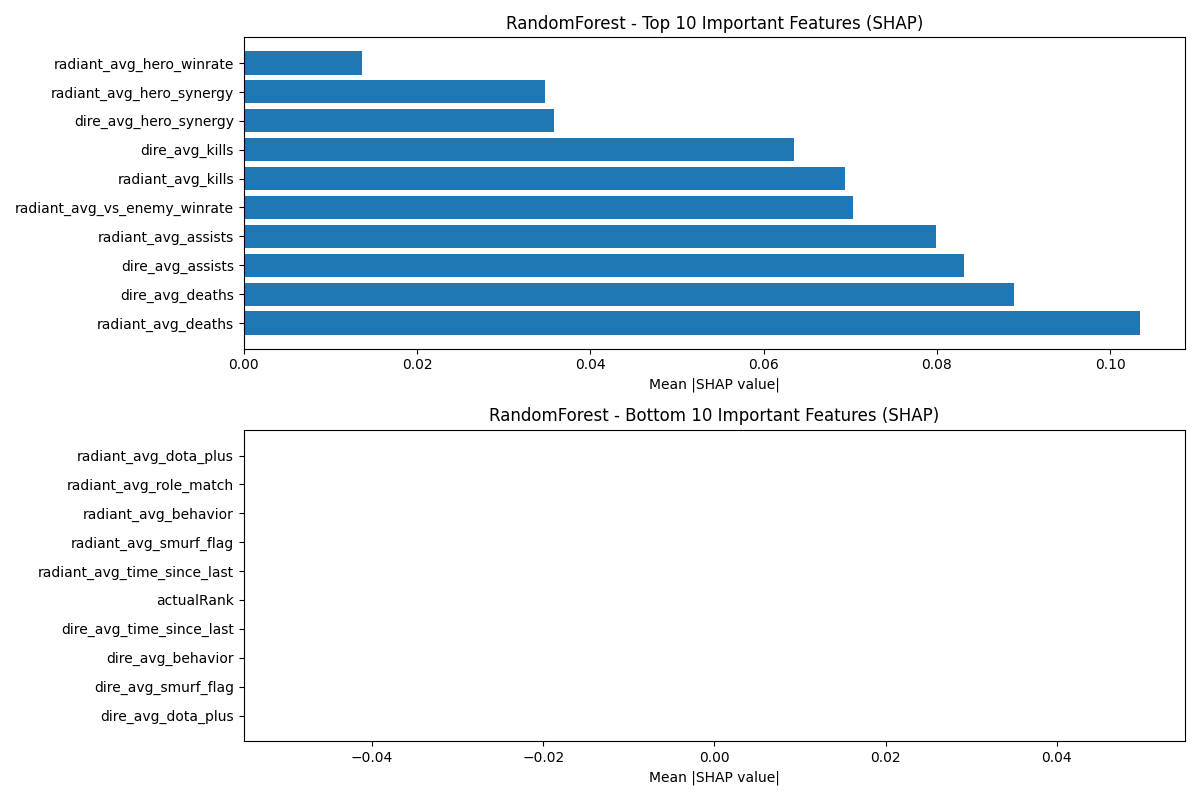 RandomForest - Top 10 Important Features (SHAP)
radiant_avg_hero_winrate
radiant_avg_hero_synergy
dire_avg_hero_synergy
dire_avg_kills
radiant_avg_kills
radiant_avg_vs_enemy_winrate
radiant_avg_assists
dire_avg_assists
dire_avg_deaths
radiant_avg_deaths
0.00 0.02 0.04 0.06 0.08 0.10
Mean |SHAP value|
RandomForest - Bottom 10 Important Features (SHAP)
radiant_avg_dota_plus
radiant_avg_role_match
radiant_avg_behavior
radiant_avg_smurf_flag
radiant_avg_time_since_last
actualRank
dire_avg_time_since_last
dire_avg_behavior
dire_avg_smurf_flag
dire_avg_dota_plus
−0.04 −0.02 0.00 0.02 0.04
Mean |SHAP value|